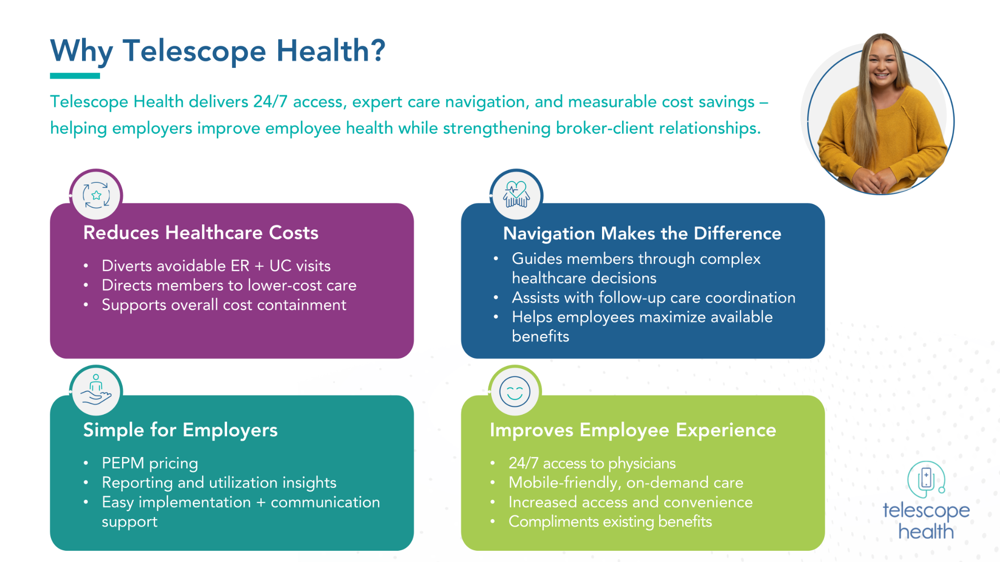 Why Telescope Health?
Telescope Health delivers 24/7 access, expert care navigation, and measurable cost savings –
helping employers improve employee health while strengthening broker-client relationships.
Reduces Healthcare Costs
• Diverts avoidable ER + UC visits
• Directs members to lower-cost care
• Supports overall cost containment
Navigation Makes the Difference
• Guides members through complex
healthcare decisions
• Assists with follow-up care coordination
• Helps employees maximize available
benefits
Simple for Employers
• PEPM pricing
• Reporting and utilization insights
• Easy implementation + communication
support
Improves Employee Experience
• 24/7 access to physicians
• Mobile-friendly, on-demand care
• Increased access and convenience
• Compliments existing benefits
telescope
health